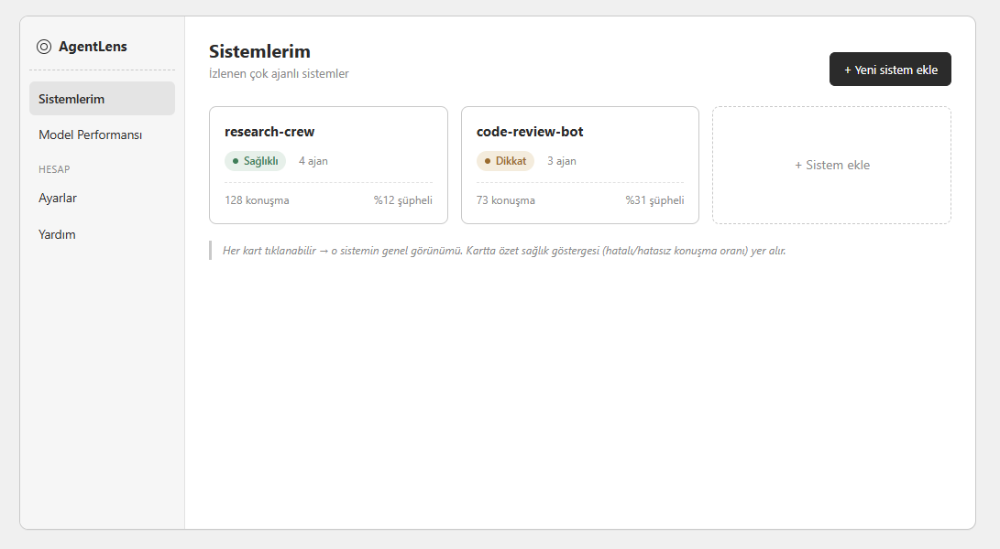 AgentLens
Sistemlerim
Model Performansı
HESAP
Ayarlar
Yardım
Sistemlerim
İzlenen çok ajanlı sistemler
+ Yeni sistem ekle
research-crew
Sağlıklı 4 ajan
128 konuşma %12 şüpheli
code-review-bot
Dikkat 3 ajan
73 konuşma %31 şüpheli
+ Sistem ekle
Her kart tıklanabilir → o sistemin genel görünümü. Kartta özet sağlık göstergesi (hatalı/hatasız konuşma oranı) yer alır.